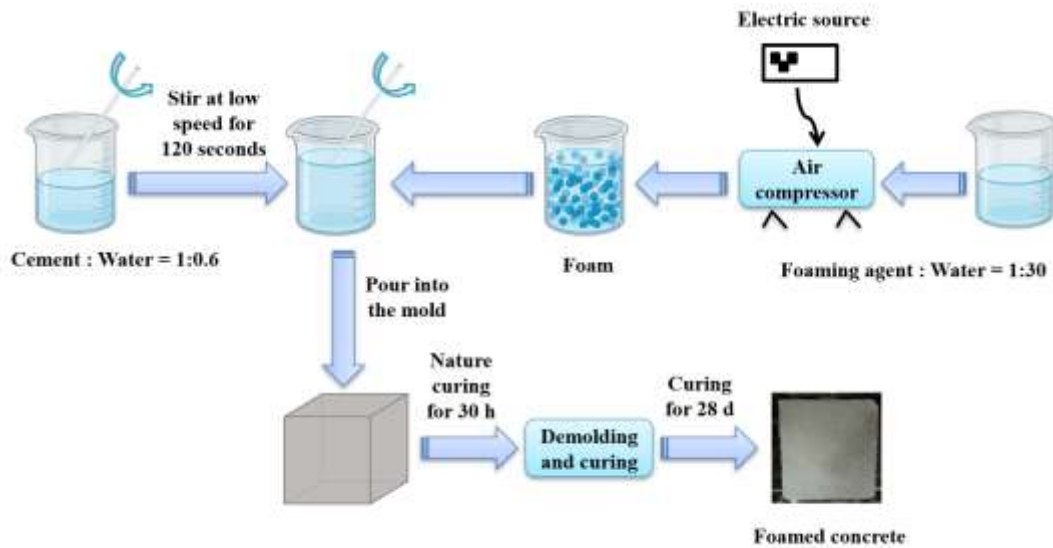 Electric source
Stir at low
speed for
120 seconds
Air
compressor
Cement : Water = 1:0.6
Foam
Foaming agent : Water = 1:30
Pour into
the mold
Nature
curing
for 30 h
Curing
for 28 d
Demolding
and curing
Foamed concrete